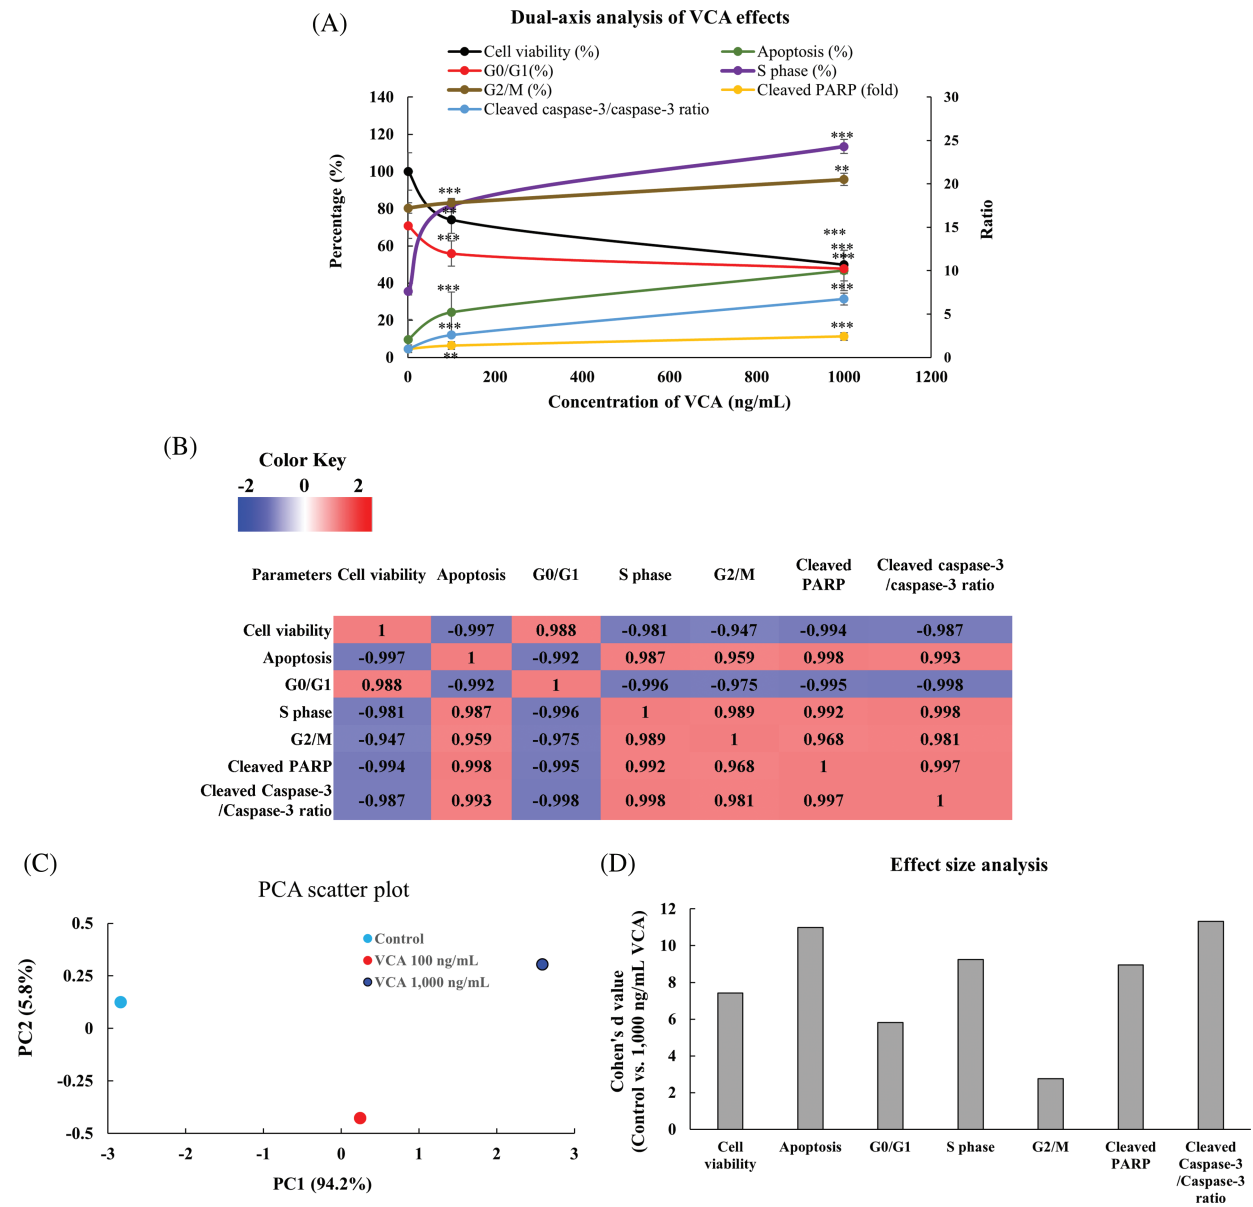 (A)
Dual-axis analysis of VCA effects
Cell viability (%)
Apoptosis (%)
G0/G1(%)
S phase (%)
G2/M (%)
Cleaved PARP (fold)
Cleaved caspase-3/caspase-3 ratio
Percentage (%)
140
120
100
80
60
40
20
0
30
25
20
15
10
5
0
Ratio
***
**
***
***
***
**
***
**
***
***
***
***
***
0 200 400 600 800 1000 1200
Concentration of VCA (ng/mL)
(B)
Color Key
-2 0 2
Parameters Cell viability Apoptosis G0/G1 S phase G2/M Cleaved PARP Cleaved caspase-3 /caspase-3 ratio
Cell viability 1 -0.997 0.988 -0.981 -0.947 -0.994 -0.987
Apoptosis -0.997 1 -0.992 0.987 0.959 0.998 0.993
G0/G1 0.988 -0.992 1 -0.996 -0.975 -0.995 -0.998
S phase -0.981 0.987 -0.996 1 0.989 0.992 0.998
G2/M -0.947 0.959 -0.975 0.989 1 0.968 0.981
Cleaved PARP -0.994 0.998 -0.995 0.992 0.968 1 0.997
Cleaved Caspase-3
/Caspase-3 ratio -0.987 0.993 -0.998 0.998 0.981 0.997 1
(C)
PCA scatter plot
Control
VCA 100 ng/mL
VCA 1,000 ng/mL
PC2 (5.8%)
0.5
0.25
0
-0.25
-0.5
-3 -2 -1 0 1 2 3
PC1 (94.2%)
(D)
Effect size analysis
Cohen's d value
(Control vs. 1,000 ng/mL VCA)
12
10
8
6
4
2
0
Cell
viability
Apoptosis
G0/G1
S phase
G2/M
Cleaved
PARP
Cleaved
Caspase-3
/Caspase-3
ratio